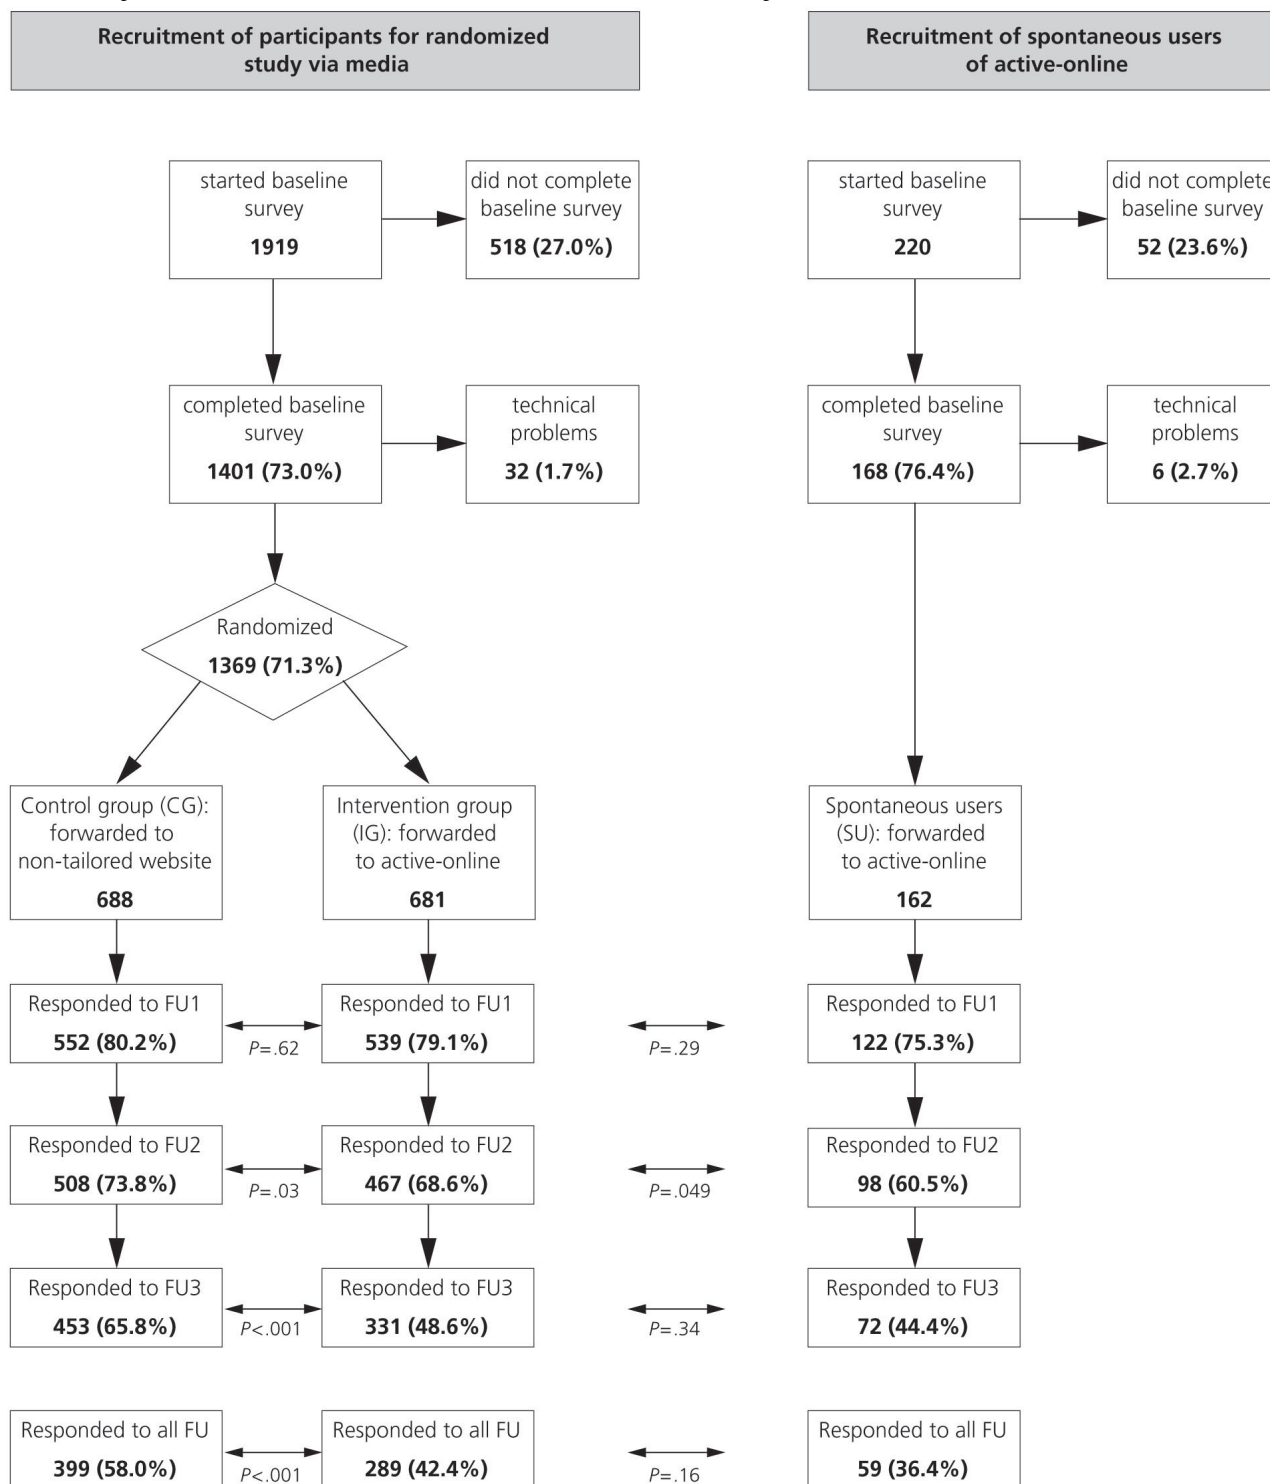 Recruitment of participants for randomized
study via media
Recruitment of spontaneous users
of active-online
started baseline
survey
1919
did not complete
baseline survey
518 (27.0%)
started baseline
survey
220
did not complete
baseline survey
52 (23.6%)
completed baseline
survey
1401 (73.0%)
technical
problems
32 (1.7%)
completed baseline
survey
168 (76.4%)
technical
problems
6 (2.7%)
Randomized
1369 (71.3%)
Control group (CG):
forwarded to
non-tailored website
688
Intervention group
(IG): forwarded
to active-online
681
Spontaneous users
(SU): forwarded
to active-online
162
Responded to FU1
552 (80.2%)
P=.62
Responded to FU1
539 (79.1%)
P=.29
Responded to FU1
122 (75.3%)
Responded to FU2
508 (73.8%)
P=.03
Responded to FU2
467 (68.6%)
P=.049
Responded to FU2
98 (60.5%)
Responded to FU3
453 (65.8%)
P<.001
Responded to FU3
331 (48.6%)
P=.34
Responded to FU3
72 (44.4%)
Responded to all FU
399 (58.0%)
P<.001
Responded to all FU
289 (42.4%)
P=.16
Responded to all FU
59 (36.4%)